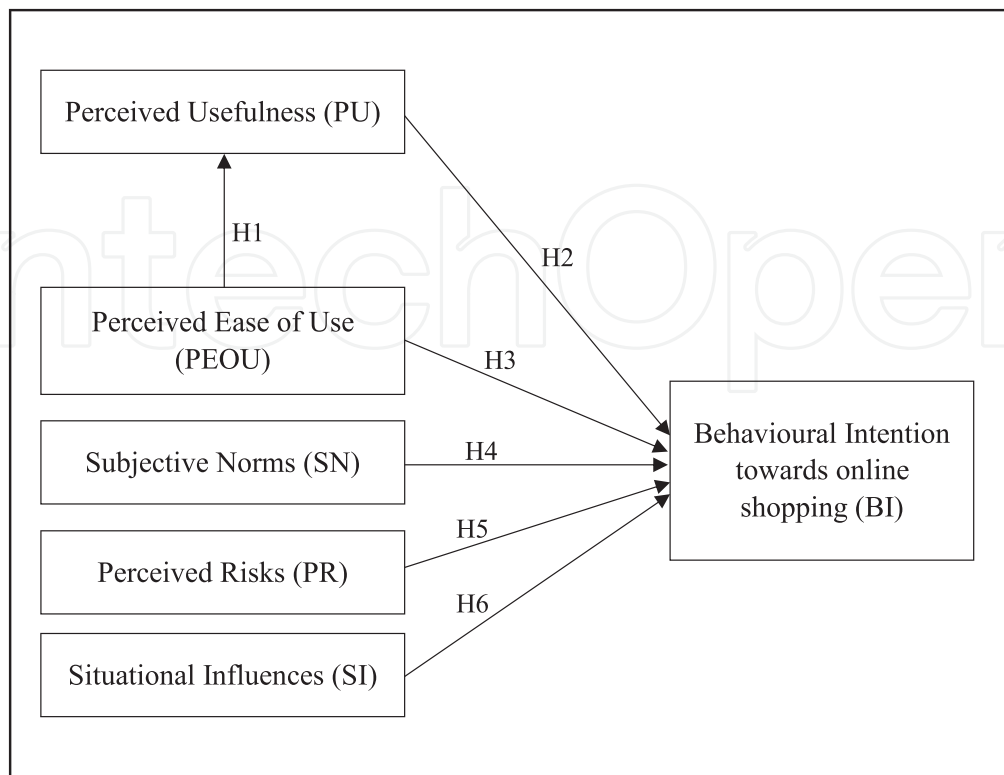 Perceived Usefulness (PU)
H1
H2
Perceived Ease of Use
(PEOU)
H3
Subjective Norms (SN)
H4
Behavioural Intention
towards online
shopping (BI)
H5
Perceived Risks (PR)
H6
Situational Influences (SI)
ntechOpen